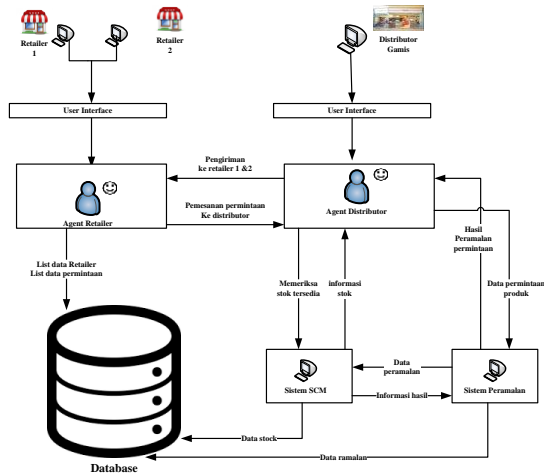 Retailer
1
Retailer
2
Distributor
Gamis
User Interface
User Interface
Pengiriman
ke retailer 1 &2
Agent Retailer
Agent Distributor
Pemesanan permintaan
Ke distributor
Hasil
Peramalan
permintaan
List data Retailer
List data permintaan
Memeriksa
stok tersedia
informasi
stok
Data permintaan
produk
Data
peramalan
Sistem SCM
Sistem Peramalan
Informasi hasil
Data stock
Data ramalan
Database